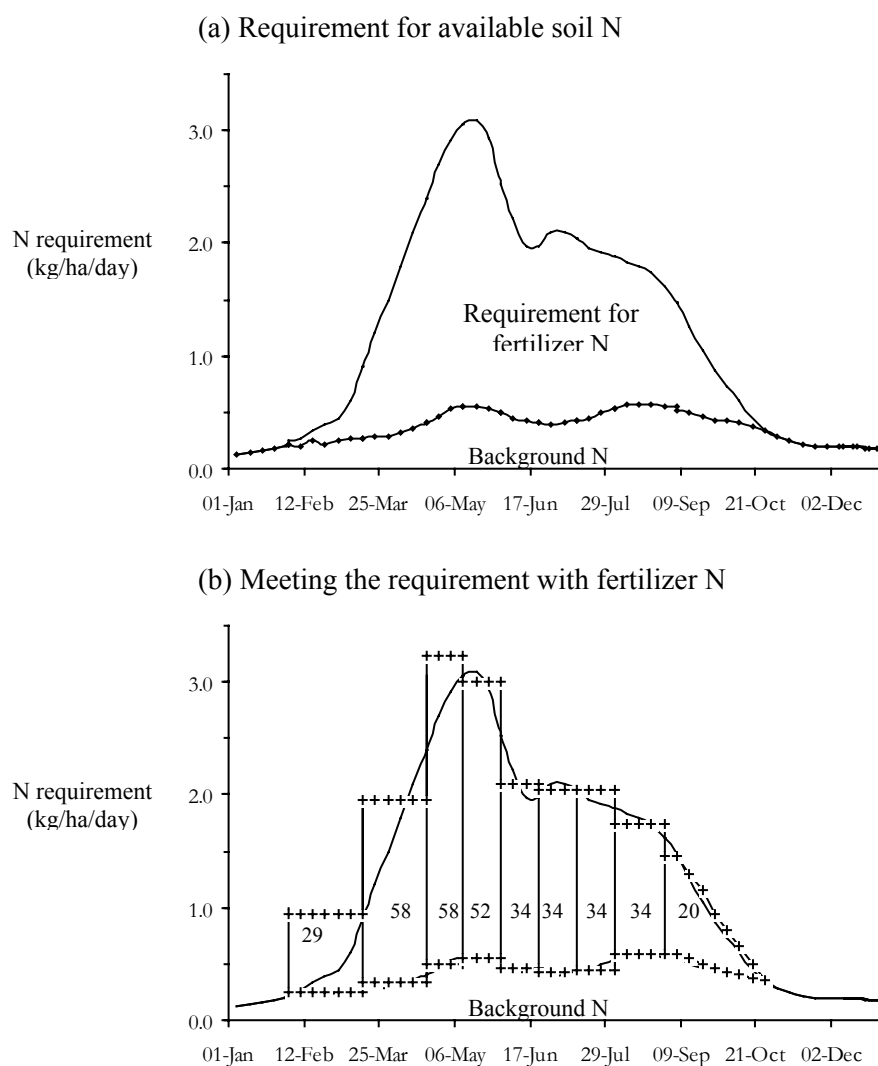 (a) Requirement for available soil N
3.0
N requirement
(kg/ha/day)
2.0
Requirement for
fertilizer N
1.0
Background N
0.0
01-Jan 12-Feb 25-Mar 06-May 17-Jun 29-Jul 09-Sep 21-Oct 02-Dec
(b) Meeting the requirement with fertilizer N
3.0
N requirement
(kg/ha/day)
2.0
1.0
29 58 58 52 34 34 34 34 20
Background N
0.0
01-Jan 12-Feb 25-Mar 06-May 17-Jun 29-Jul 09-Sep 21-Oct 02-Dec